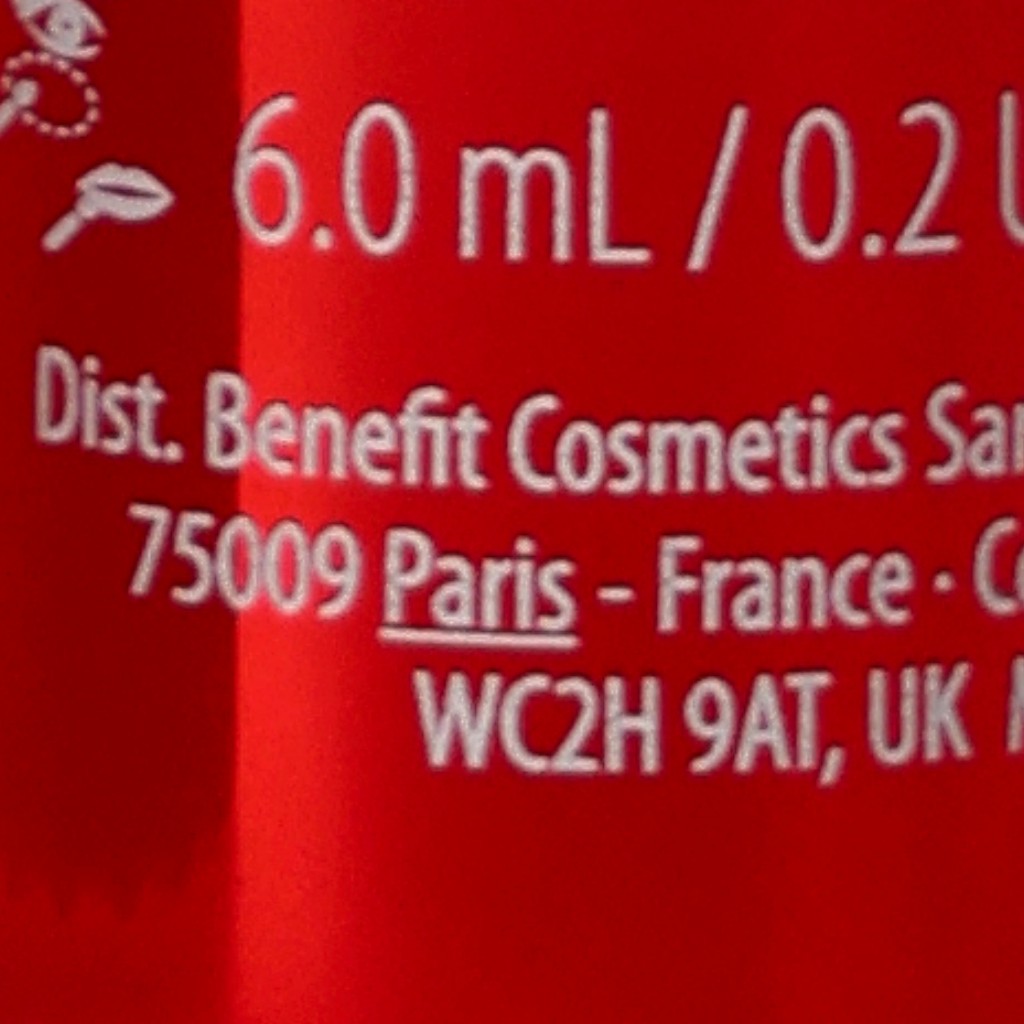 6.0 mL / 0.2
Dist. Benefit Cosmetics
75009 Paris - France ·
WC2H 9AT, UK